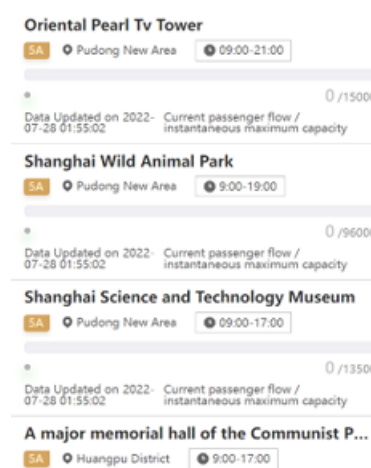 Oriental Pearl Tv Tower
5A Pudong New Area 09:00-21:00
0 /1500
Data Updated on 2022- Current passenger flow /
07-28 01:55:02 instantaneous maximum capacity
Shanghai Wild Animal Park
5A Pudong New Area 9:00-19:00
0 /9600
Data Updated on 2022- Current passenger flow /
07-28 01:55:02 instantaneous maximum capacity
Shanghai Science and Technology Museum
5A Pudong New Area 09:00-17:00
0 /1350
Data Updated on 2022- Current passenger flow /
07-28 01:55:02 instantaneous maximum capacity
A major memorial hall of the Communist P...
5A Huangpu District 9:00-17:00